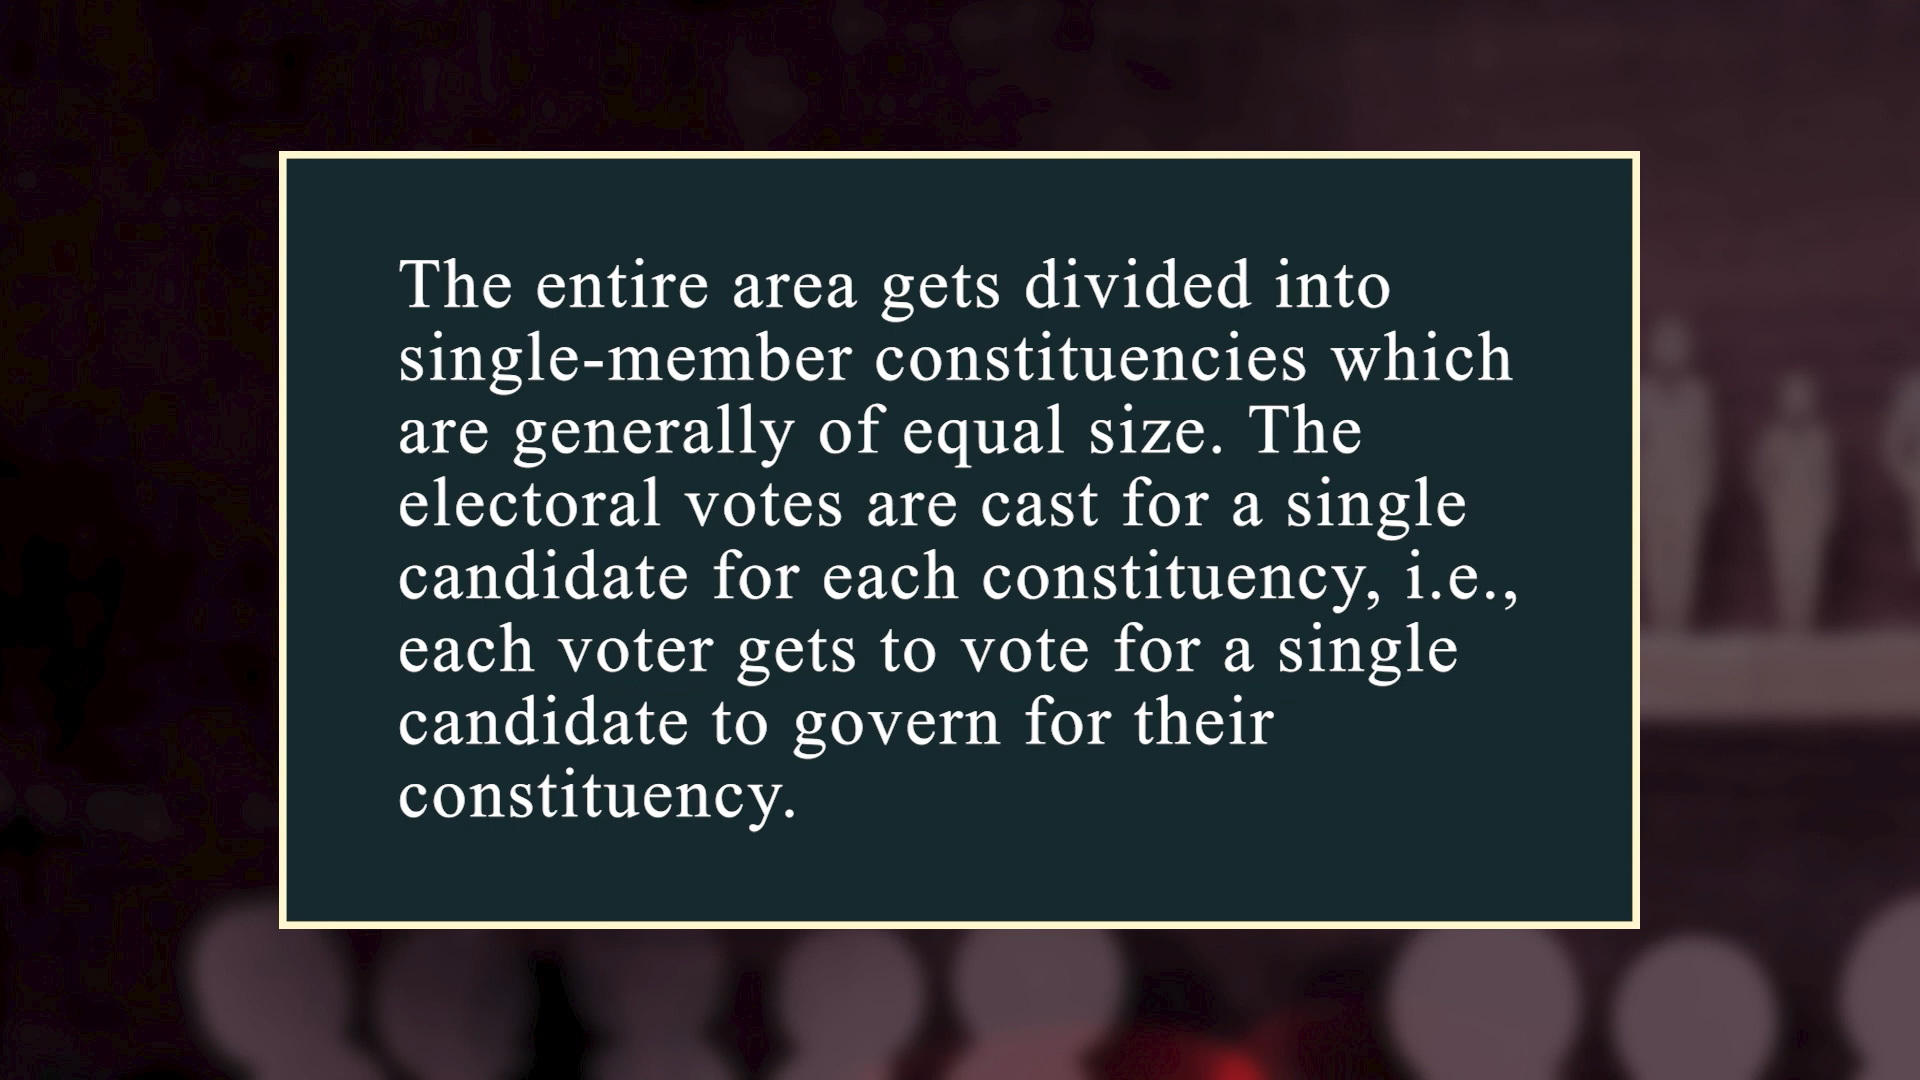 The entire area gets divided into
single-member constituencies which
are generally of equal size. The
electoral votes are cast for a single
candidate for each constituency, i.e.,
each voter gets to vote for a single
candidate to govern for their
constituency.